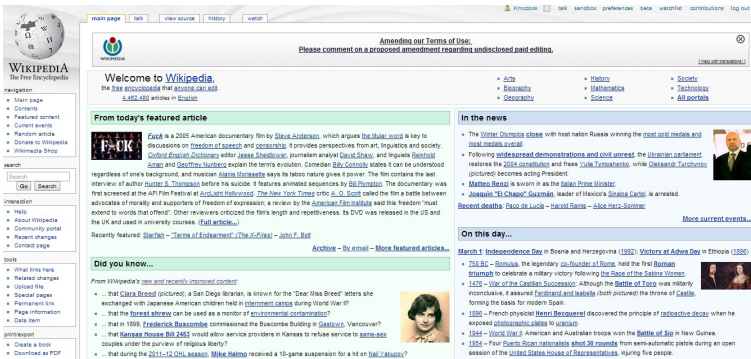 Kimcook talk sandbox preferences beta watchlist contributions log out
main page talk view source history watch
WIKIPEDIA
The Free Encyclopedia
navigation
Main page
Contents
Featured content
Current events
Random article
Donate to Wikipedia
Wikimedia Shop
search
Search
Go Search
interaction
Help
About Wikipedia
Community portal
Recent changes
Contact page
tools
What links here
Related changes
Upload file
Special pages
Permanent link
Page information
Data item
print/export
Create a book
Download as PDF
WIKIMEDIA
Amending our Terms of Use:
Please comment on a proposed amendment regarding undisclosed paid editing.
[ Help with translations! ]
Welcome to Wikipedia,
the free encyclopedia that anyone can edit.
4,462,480 articles in English
Arts
Biography
Geography
History
Mathematics
Science
Society
Technology
All portals
From today's featured article
F★CK
Fuck is a 2005 American documentary film by Steve Anderson, which argues the titular word is key to
discussions on freedom of speech and censorship. It provides perspectives from art, linguistics and society.
Oxford English Dictionary editor Jesse Sheidlower, journalism analyst David Shaw, and linguists Reinhold
Aman and Geoffrey Nunberg explain the term's evolution. Comedian Billy Connolly states it can be understood
regardless of one's background, and musician Alanis Morissette says its taboo nature gives it power. The film contains the last
interview of author Hunter S. Thompson before his suicide. It features animated sequences by Bill Plympton. The documentary was
first screened at the AFI Film Festival at ArcLight Hollywood. The New York Times critic A. O. Scott called the film a battle between
advocates of morality and supporters of freedom of expression; a review by the American Film Institute said this freedom "must
extend to words that offend". Other reviewers criticized the film's length and repetitiveness. Its DVD was released in the US and
the UK and used in university courses. (Full article...)
Recently featured: Starfish – "Terms of Endearment" (The X-Files) – John F. Bolt
Archive – By email – More featured articles...
Did you know...
From Wikipedia's new and recently improved content:
... that Clara Breed (pictured), a San Diego librarian, is known for the "Dear Miss Breed" letters she
exchanged with Japanese American children held in internment camps during World War II?
... that the forest shrew can be used as a monitor of environmental contamination?
... that in 1899, Frederick Buscombe commissioned the Buscombe Building in Gastown, Vancouver?
... that Kansas House Bill 2453 would allow service providers in Kansas to refuse service to same-sex
couples under the purview of religious liberty?
... that during the 2011–12 OHL season, Mike Halmo received a 10-game suspension for a hit on Nail Yakupov?
In the news
The Winter Olympics close with host nation Russia winning the most gold medals and
most medals overall.
Following widespread demonstrations and civil unrest, the Ukrainian parliament
restores the 2004 constitution and frees Yulia Tymoshenko, while Oleksandr Turchynov
(pictured) becomes acting President.
Matteo Renzi is sworn in as the Italian Prime Minister.
Joaquín "El Chapo" Guzmán, leader of Mexico's Sinaloa Cartel, is arrested.
Recent deaths: Paco de Lucía – Harold Ramis – Alice Herz-Sommer
More current events...
On this day...
March 1: Independence Day in Bosnia and Herzegovina (1992); Victory at Adwa Day in Ethiopia (1896)
750 BC – Romulus, the legendary co-founder of Rome, held the first Roman
triumph to celebrate a military victory following the Rape of the Sabine Women.
1476 – War of the Castilian Succession: Although the Battle of Toro was militarily
inconclusive, it assured Ferdinand and Isabella (both pictured) the throne of Castile,
forming the basis for modern Spain.
1896 – French physicist Henri Becquerel discovered the principle of radioactive decay when he
exposed photographic plates to uranium.
1944 – World War II: American and Australian troops won the Battle of Sio in New Guinea.
1954 – Four Puerto Rican nationalists shot 30 rounds from semi-automatic pistols during an open
session of the United States House of Representatives, injuring five people.